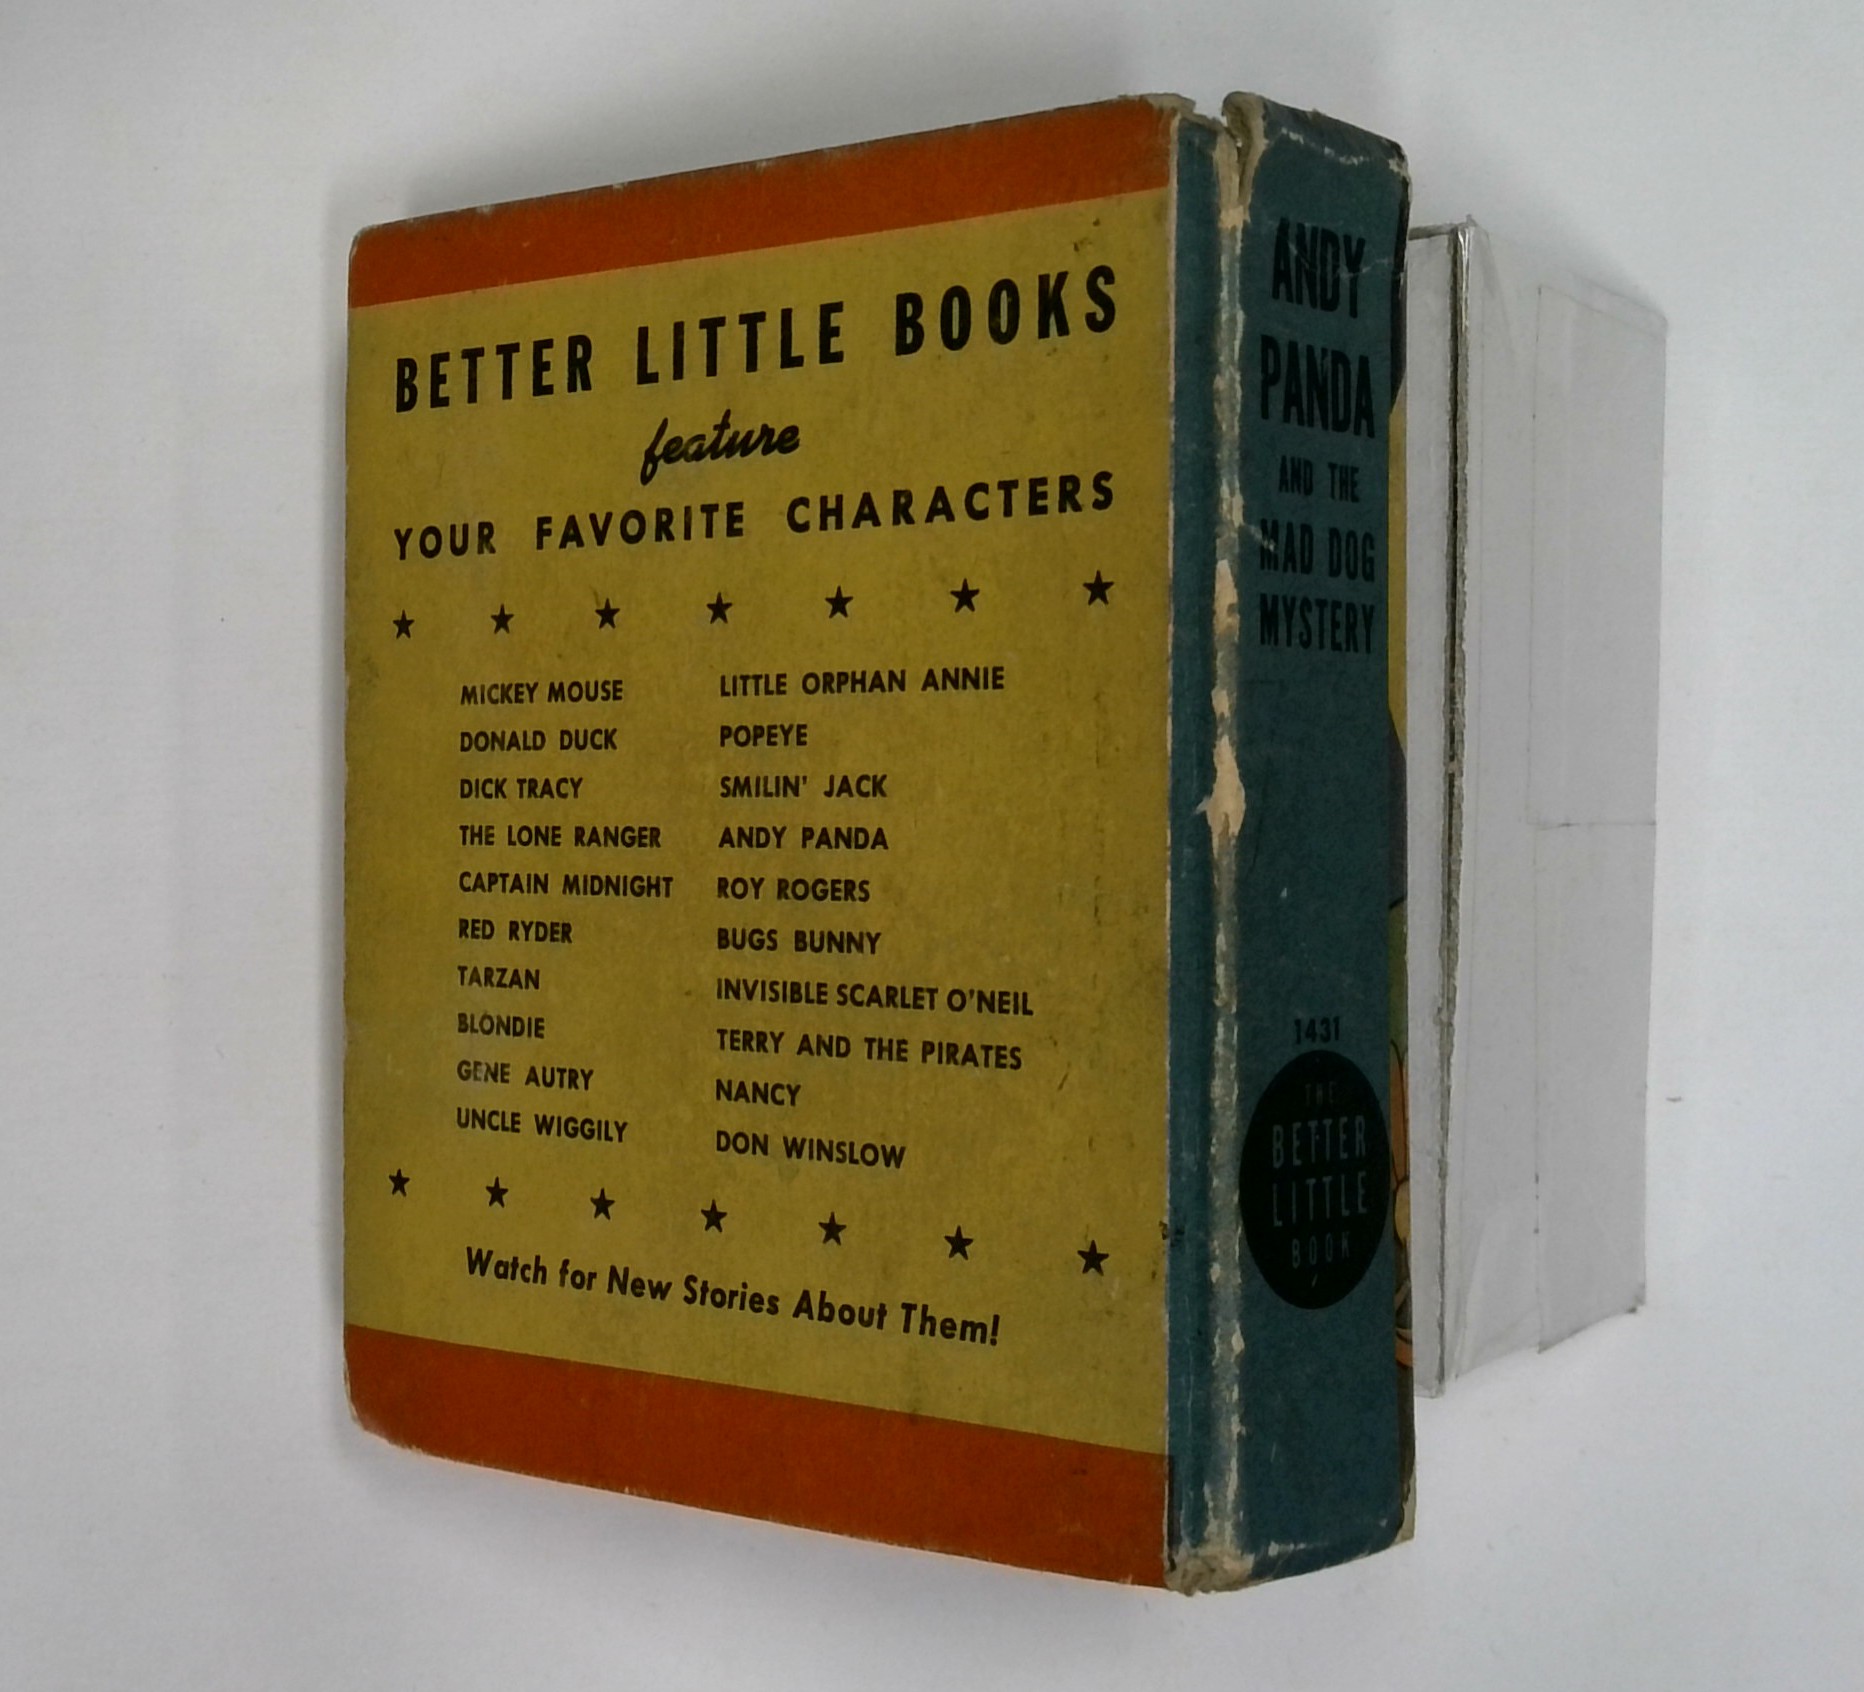 BETTER LITTLE BOOKS
feature
YOUR FAVORITE CHARACTERS
MICKEY MOUSE
DONALD DUCK
DICK TRACY
THE LONE RANGER
CAPTAIN MIDNIGHT
RED RYDER
TARZAN
BLONDIE
GENE AUTRY
UNCLE WIGGILY
LITTLE ORPHAN ANNIE
POPEYE
SMILIN' JACK
ANDY PANDA
ROY ROGERS
BUGS BUNNY
INVISIBLE SCARLET O'NEIL
TERRY AND THE PIRATES
NANCY
DON WINSLOW
Watch for New Stories About Them!
ANDY
PANDA
AND THE
MAD DOG
MYSTERY
1431
THE
BETTER
LITTLE
BOOK